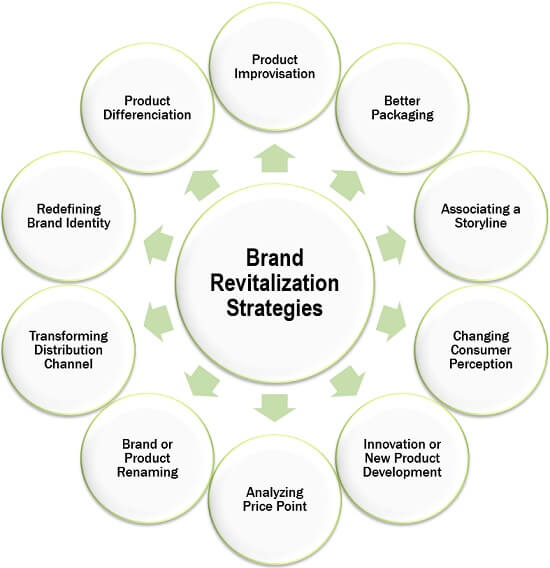 Product
Improvisation
Better
Packaging
Associating a
Storyline
Changing
Consumer
Perception
Innovation or
New Product
Development
Analyzing
Price Point
Brand or
Product
Renaming
Transforming
Distribution
Channel
Redefining
Brand Identity
Product
Differenciation
Brand
Revitalization
Strategies